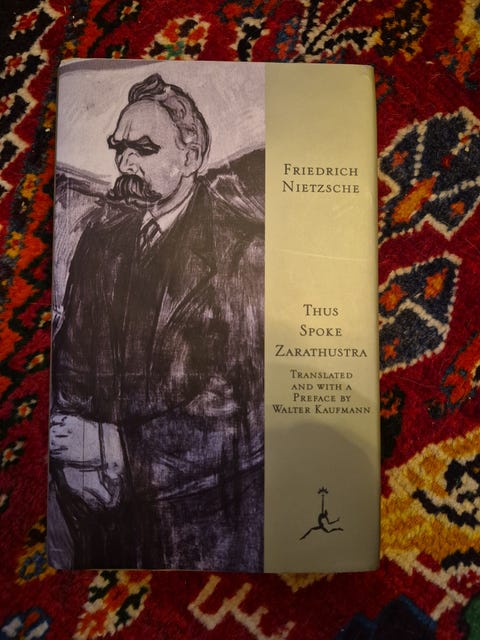 Friedrich
Nietzsche
Thus
Spoke
Zarathustra
Translated
and with a
Preface by
Walter Kaufmann